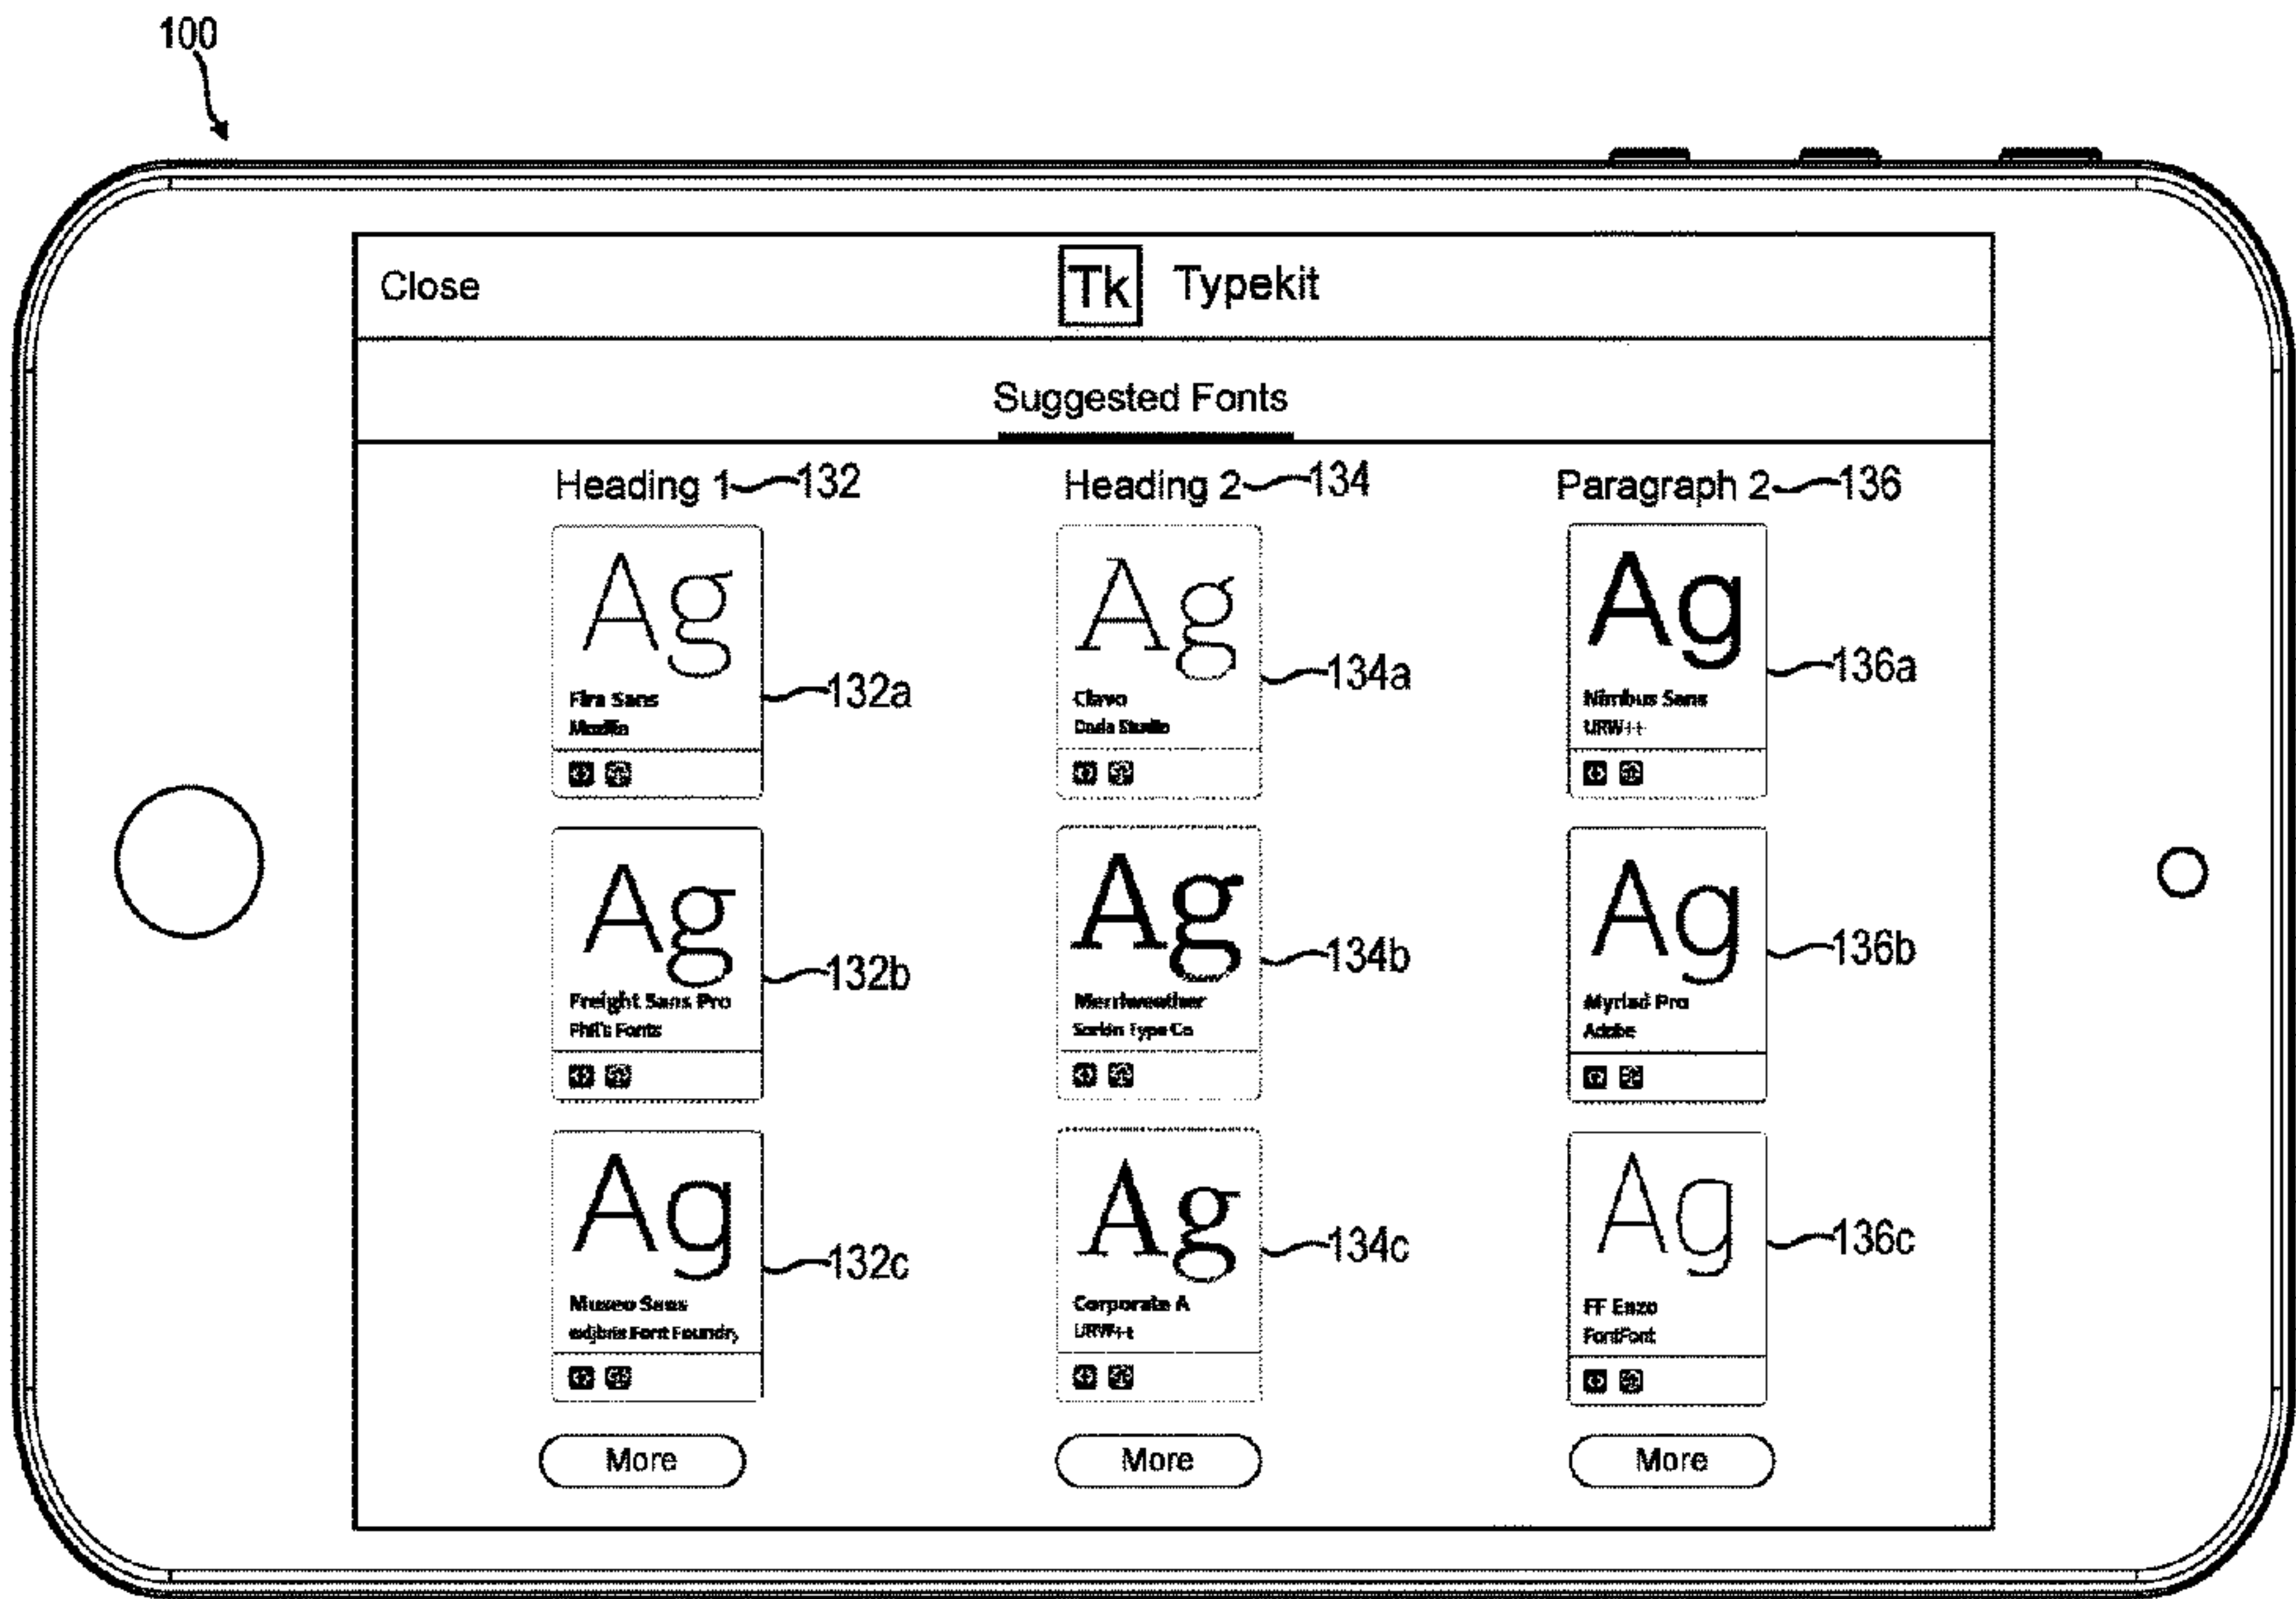 100
Close Tk Typekit
Suggested Fonts
Heading 1 132 Heading 2 134 Paragraph 2 136
Ag Ag Ag
132a 134a 136a
Fira Sans Clavo Nimbus Sans
Mozilla Dada Studio URW++
Ag Ag Ag
132b 134b 136b
Freight Sans Pro Merriweather Myriad Pro
Phil's Fonts Sorkin Type Co Adobe
Ag Ag Ag
132c 134c 136c
Museo Sans Corporate A FF Enzo
exljbris Font Foundry URW++ FontFont
More More More